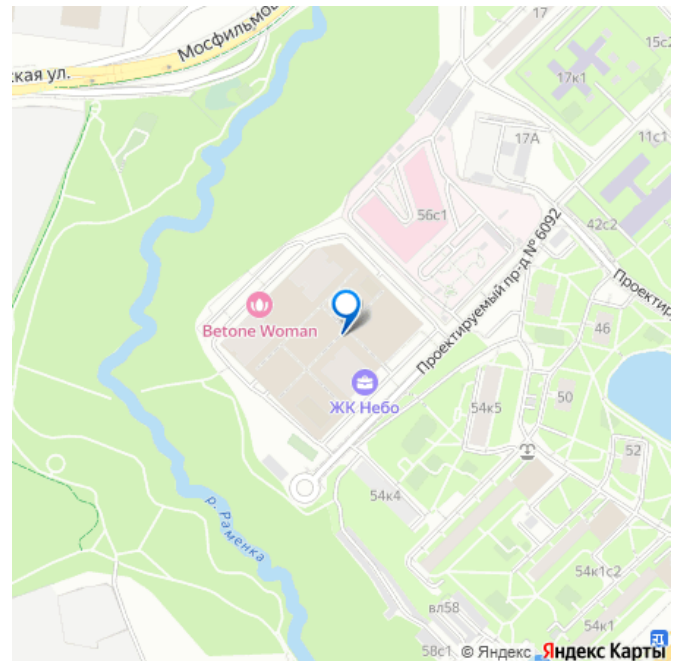 17
15с2
Мосфильмов
ская ул.
17к1
17А
11с1
56с1
42с2
Проектируемый пр-д № 6092
Проектир
Betone Woman
46
ЖК Небо
54к5
50
52
54к4
р. Раменка
54к1с2
вл58
54к1
58с1
© Яндекс Яндекс Карты